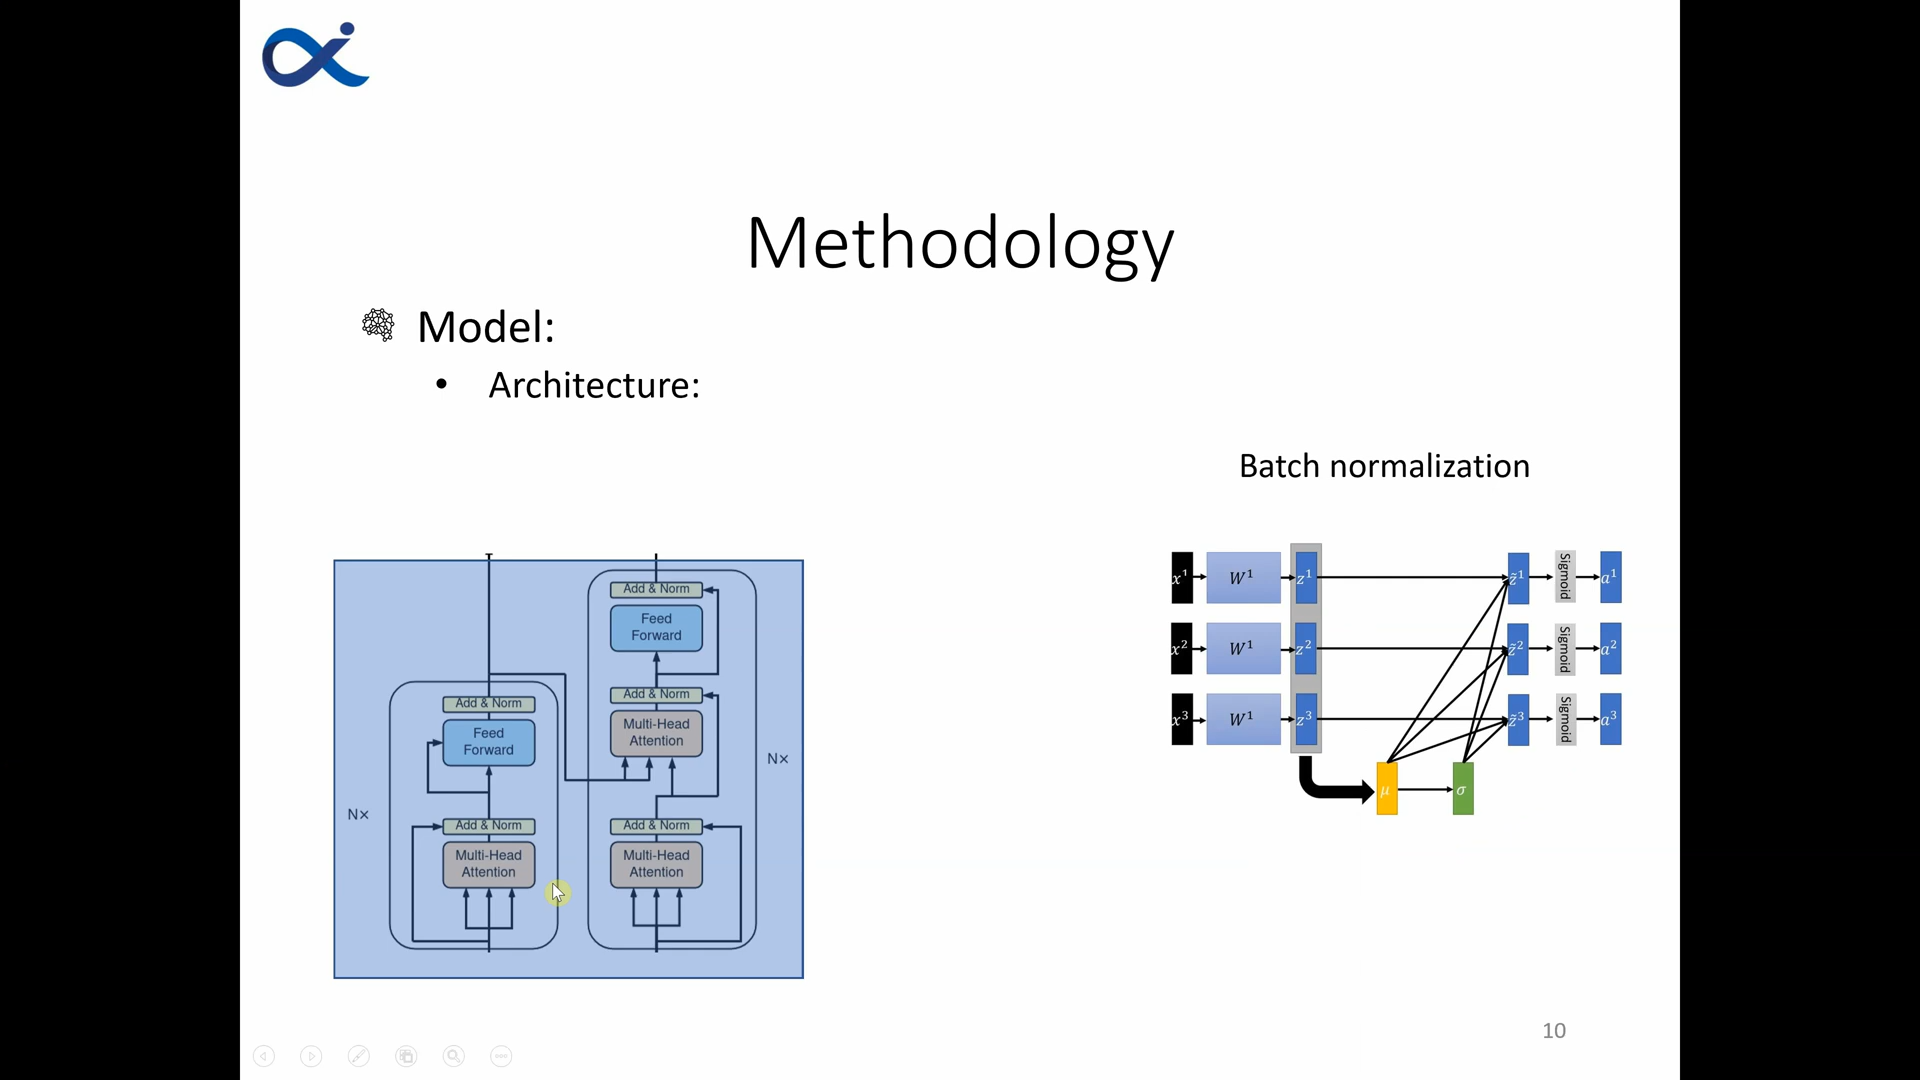 Methodology
Model:
• Architecture:
Batch normalization
Add & Norm
Feed
Forward
Add & Norm
Multi-Head
Attention
Add & Norm
Multi-Head
Attention
N×
Add & Norm
Feed
Forward
Add & Norm
Multi-Head
Attention
N×
x¹ W¹ z¹ z̃¹ Sigmoid a¹
x² W¹ z² z̃² Sigmoid a²
x³ W¹ z³ z̃³ Sigmoid a³
μ σ
10